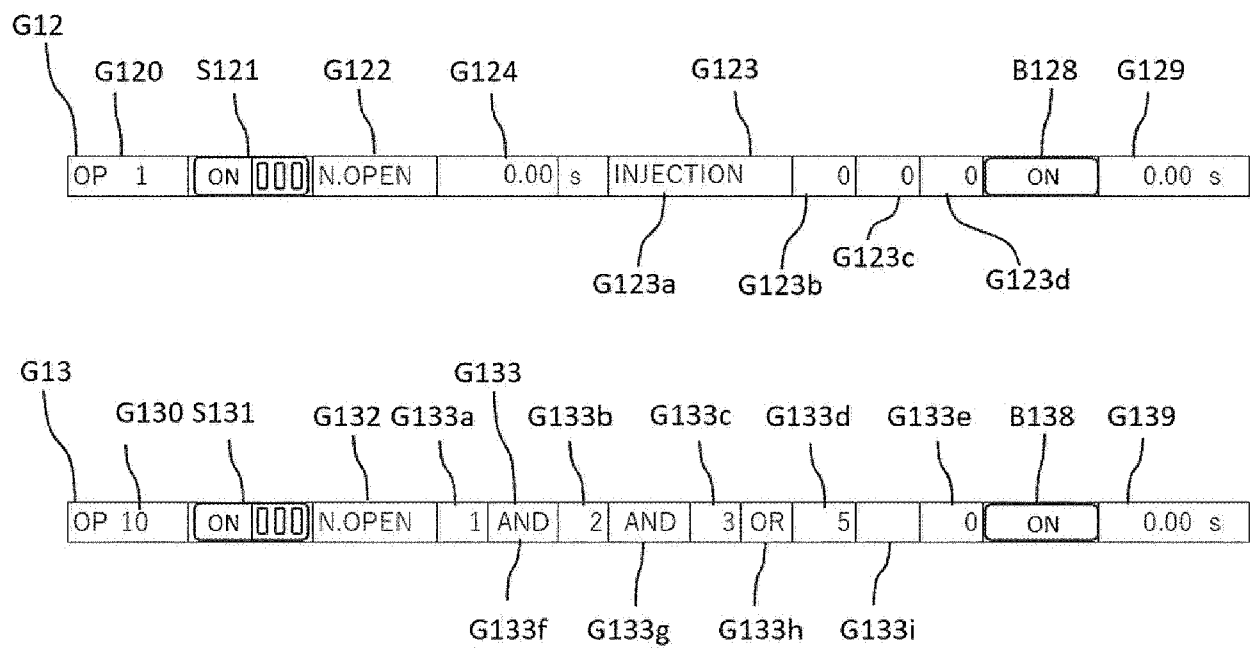 G12
G120 S121 G122 G124 G123 B128 G129
OP 1 ON N.OPEN 0.00 s INJECTION 0 0 0 ON 0.00 s
G123a G123b G123c G123d
G13 G133
G130 S131 G132 G133a G133b G133c G133d G133e B138 G139
OP 10 ON N.OPEN 1 AND 2 AND 3 OR 5 0 ON 0.00 s
G133f G133g G133h G133i